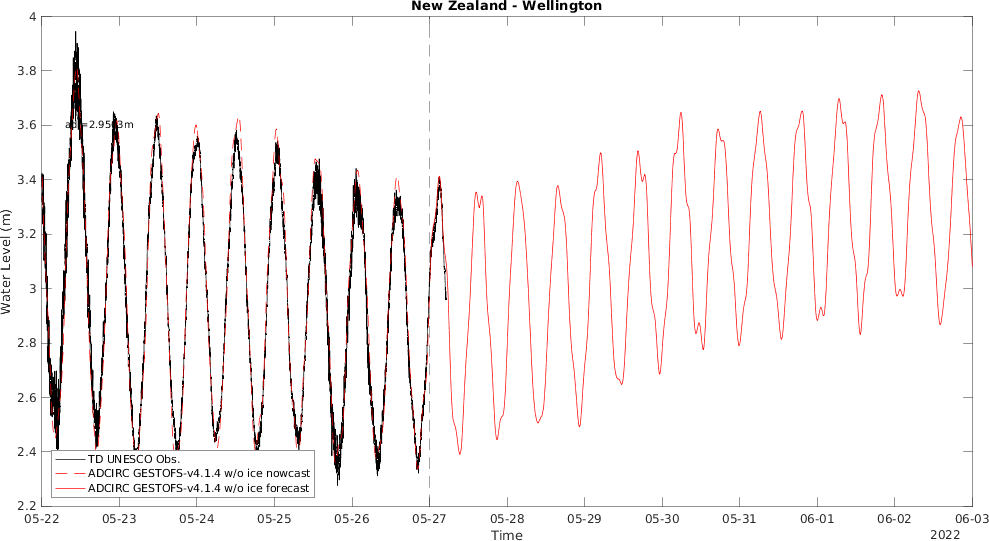 New Zealand - Wellington
4
3.8
3.6
3.4
3.2
3
2.8
2.6
2.4
2.2
Water Level (m)
TD UNESCO Obs.
ADCIRC GESTOFS-v4.1.4 w/o ice nowcast
ADCIRC GESTOFS-v4.1.4 w/o ice forecast
05-22 05-23 05-24 05-25 05-26 05-27 05-28 05-29 05-30 05-31 06-01 06-02 06-03
Time
2022